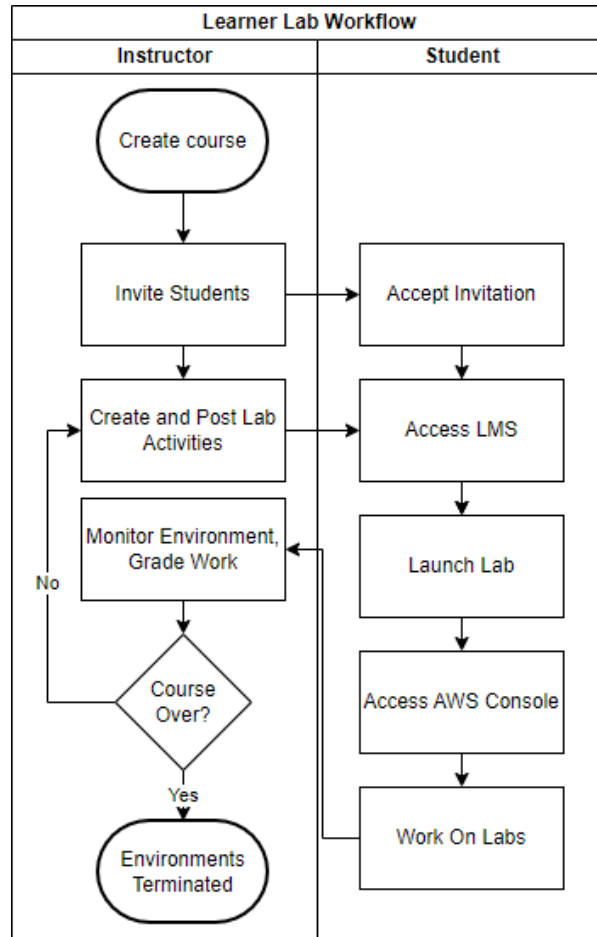 Learner Lab Workflow
Instructor
Student
Create course
Invite Students
Accept Invitation
Create and Post Lab
Activities
Access LMS
Monitor Environment,
Grade Work
Launch Lab
No
Course
Over?
Access AWS Console
Yes
Work On Labs
Environments
Terminated